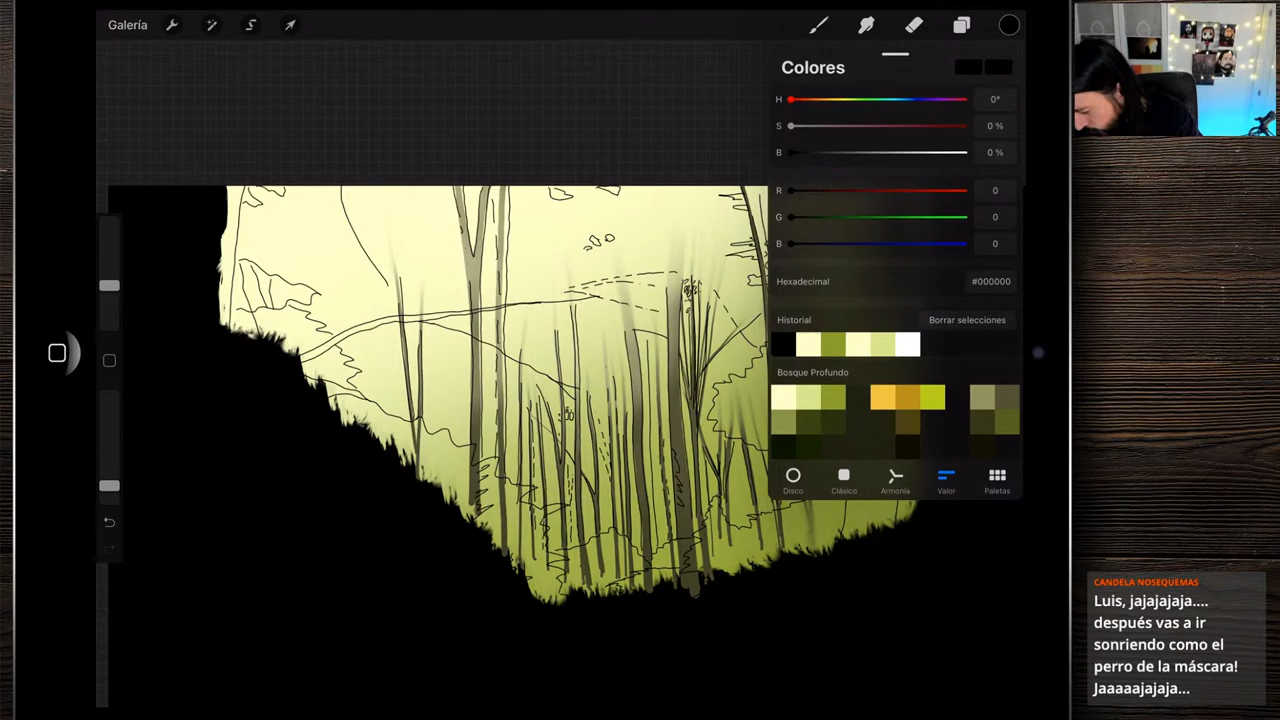 Galería
Colores
H 0°
S 0 %
B 0 %
R 0
G 0
B 0
Hexadecimal #000000
Historial Borrar selecciones
Bosque Profundo
Disco Clásico Armonía Valor Paletas
CANDELA NOSEQUEMAS
Luis, jajajajaja....
después vas a ir
sonriendo como el
perro de la máscara!
Jaaaaajajaja...